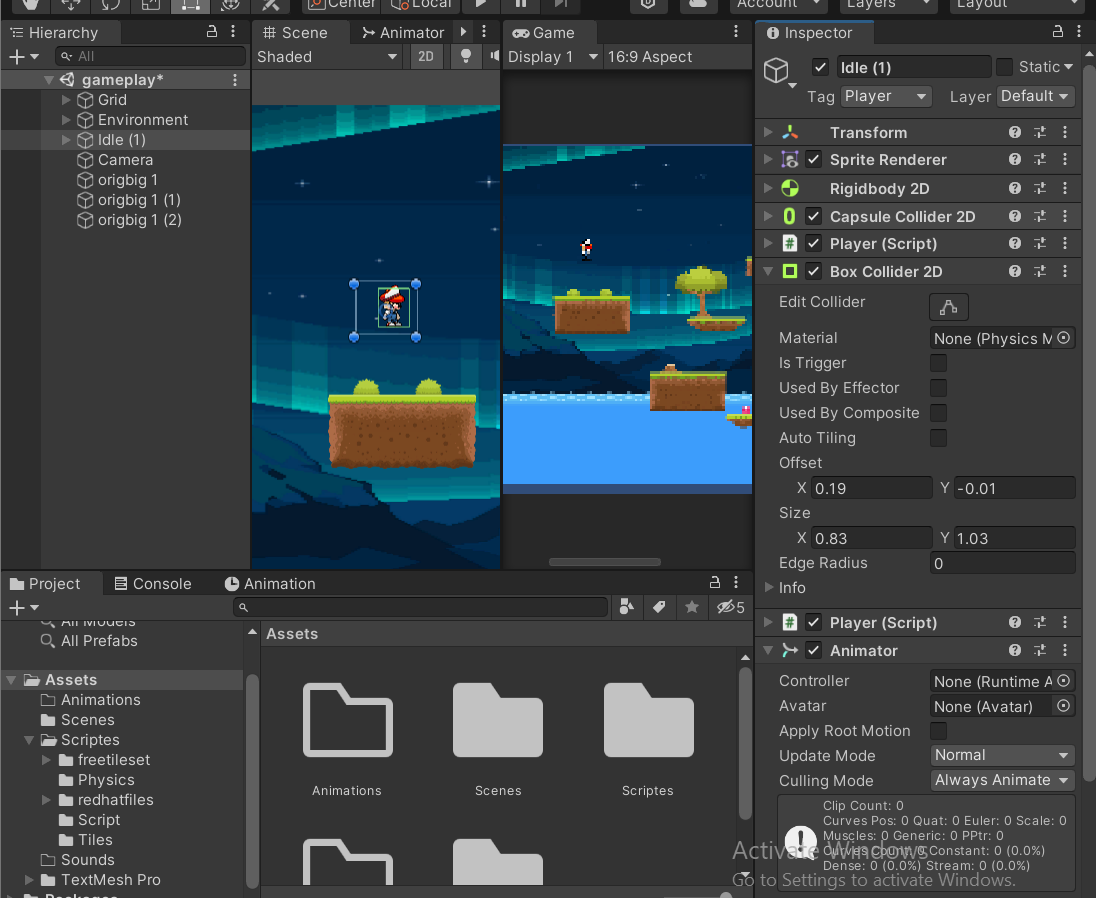 Center
Local
Account
Layers
Layout
Hierarchy
All
gameplay*
Grid
Environment
Idle (1)
Camera
origbig 1
origbig 1 (1)
origbig 1 (2)
Scene
Animator
Shaded
2D
Game
Display 1
16:9 Aspect
Inspector
Idle (1)
Static
Tag
Player
Layer
Default
Transform
Sprite Renderer
Rigidbody 2D
Capsule Collider 2D
Player (Script)
Box Collider 2D
Edit Collider
Material
None (Physics M
Is Trigger
Used By Effector
Used By Composite
Auto Tiling
Offset
X 0.19 Y -0.01
Size
X 0.83 Y 1.03
Edge Radius
0
Info
Player (Script)
Animator
Controller
None (Runtime A
Avatar
None (Avatar)
Apply Root Motion
Update Mode
Normal
Culling Mode
Always Animate
Clip Count: 0
Curves Pos: 0 Quat: 0 Euler: 0 Scale: 0
Muscles: 0 Generic: 0 PPtr: 0
Curves Count: 0 Constant: 0 (0.0%)
Dense: 0 (0.0%) Stream: 0 (0.0%)
Project
Console
Animation
5
All Models
All Prefabs
Assets
Animations
Scenes
Scriptes
freetileset
Physics
redhatfiles
Script
Tiles
Sounds
TextMesh Pro
Packages
Assets
Animations
Scenes
Scriptes
Activate Windows
Go to Settings to activate Windows.